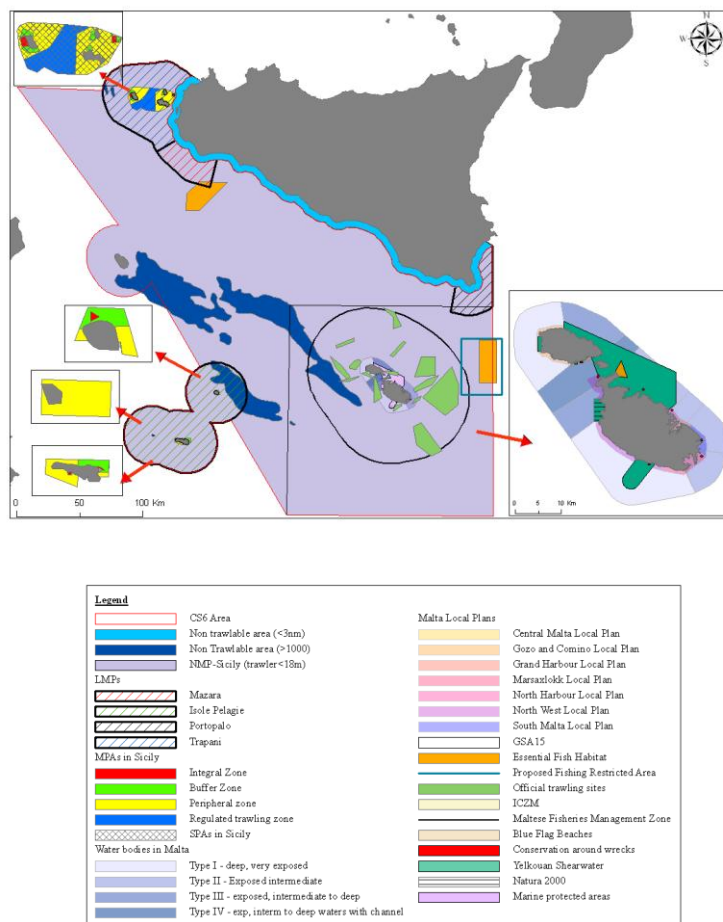 N
W
S
0 50 100 Km
0 5 10 Km
Legend
CS6 Area
Non trawlable area (<3nm)
Non Trawlable area (>1000)
NMP-Sicily (trawler<18m)
LMPs
Mazara
Isole Pelagie
Portopalo
Trapani
MPAs in Sicily
Integral Zone
Buffer Zone
Peripheral zone
Regulated trawling zone
SPAs in Sicily
Water bodies in Malta
Type I - deep, very exposed
Type II - Exposed intermediate
Type III - exposed, intermediate to deep
Type IV - exp, interm to deep waters with channel
Malta Local Plans
Central Malta Local Plan
Gozo and Comino Local Plan
Grand Harbour Local Plan
Marsaxlokk Local Plan
North Harbour Local Plan
North West Local Plan
South Malta Local Plan
GSA15
Essential Fish Habitat
Proposed Fishing Restricted Area
Official trawling sites
ICZM
Maltese Fisheries Management Zone
Blue Flag Beaches
Conservation around wrecks
Yelkouan Shearwater
Natura 2000
Marine protected areas